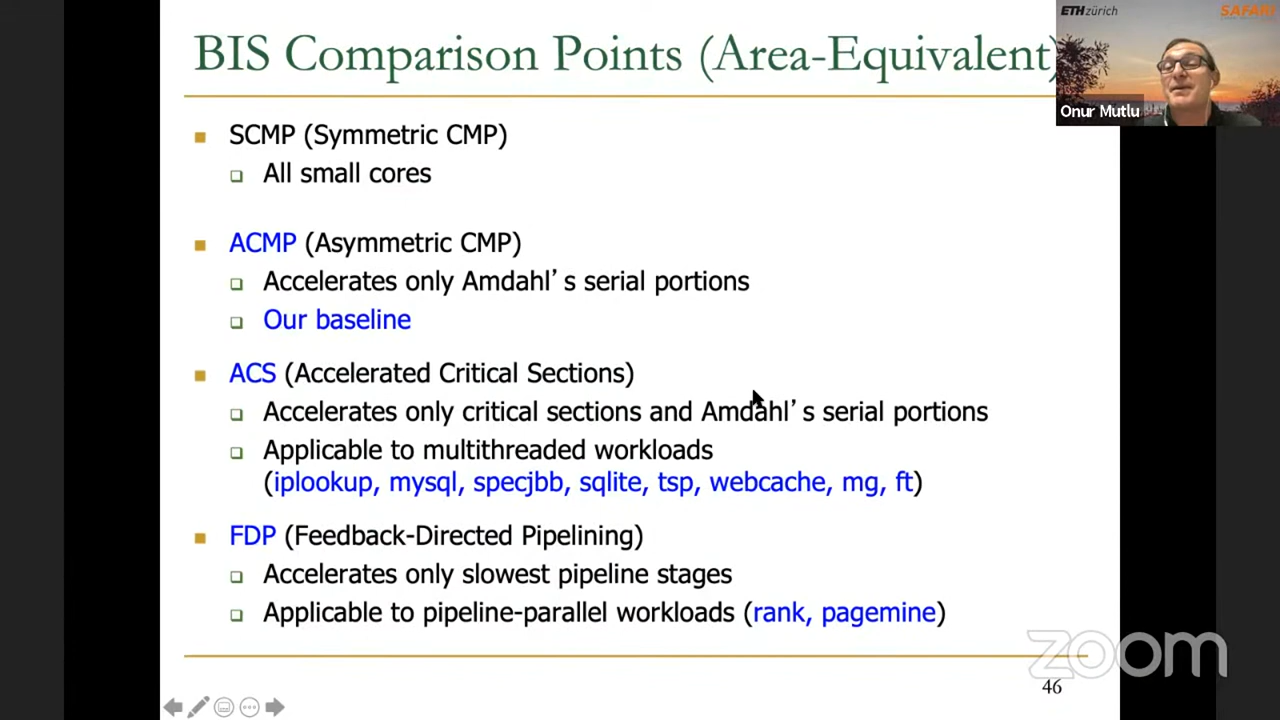 BIS Comparison Points (Area-Equivalent)
ETH zürich
SAFARI
Onur Mutlu
SCMP (Symmetric CMP)
All small cores
ACMP (Asymmetric CMP)
Accelerates only Amdahl's serial portions
Our baseline
ACS (Accelerated Critical Sections)
Accelerates only critical sections and Amdahl's serial portions
Applicable to multithreaded workloads
(iplookup, mysql, specjbb, sqlite, tsp, webcache, mg, ft)
FDP (Feedback-Directed Pipelining)
Accelerates only slowest pipeline stages
Applicable to pipeline-parallel workloads (rank, pagemine)
zoom
46